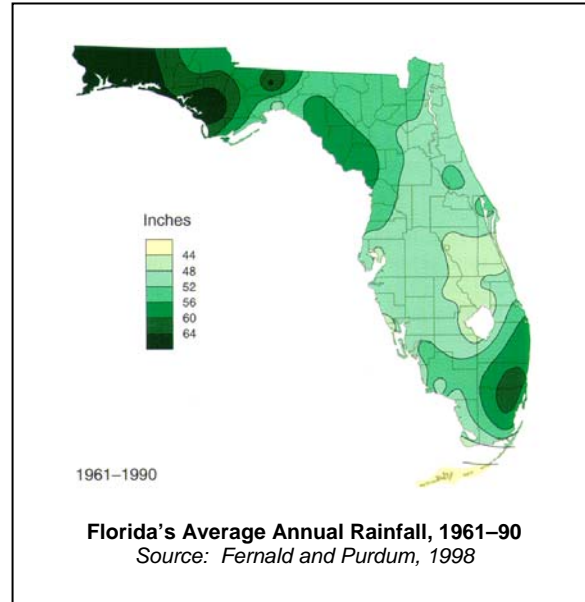 Inches
44
48
52
56
60
64
1961–1990
Florida's Average Annual Rainfall, 1961–90
Source: Fernald and Purdum, 1998